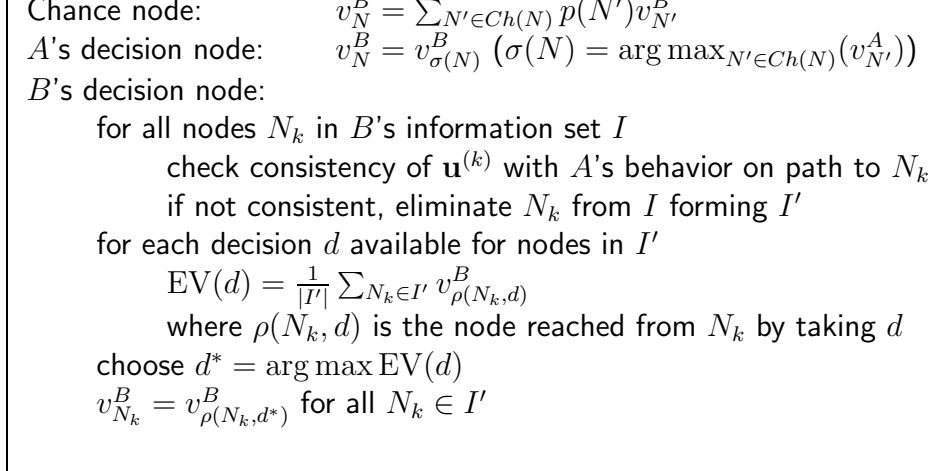 Chance node: v_N^B = ∑_{N′∈Ch(N)} p(N′)v_{N′}^B
A's decision node: v_N^B = v_{σ(N)}^B (σ(N) = arg max_{N′∈Ch(N)}(v_{N′}^A))
B's decision node:
for all nodes N_k in B's information set I
check consistency of u^{(k)} with A's behavior on path to N_k
if not consistent, eliminate N_k from I forming I′
for each decision d available for nodes in I′
EV(d) = \frac{1}{|I′|} ∑_{N_k∈I′} v_{ρ(N_k,d)}^B
where ρ(N_k, d) is the node reached from N_k by taking d
choose d* = arg max EV(d)
v_{N_k}^B = v_{ρ(N_k,d*)}^B for all N_k ∈ I′